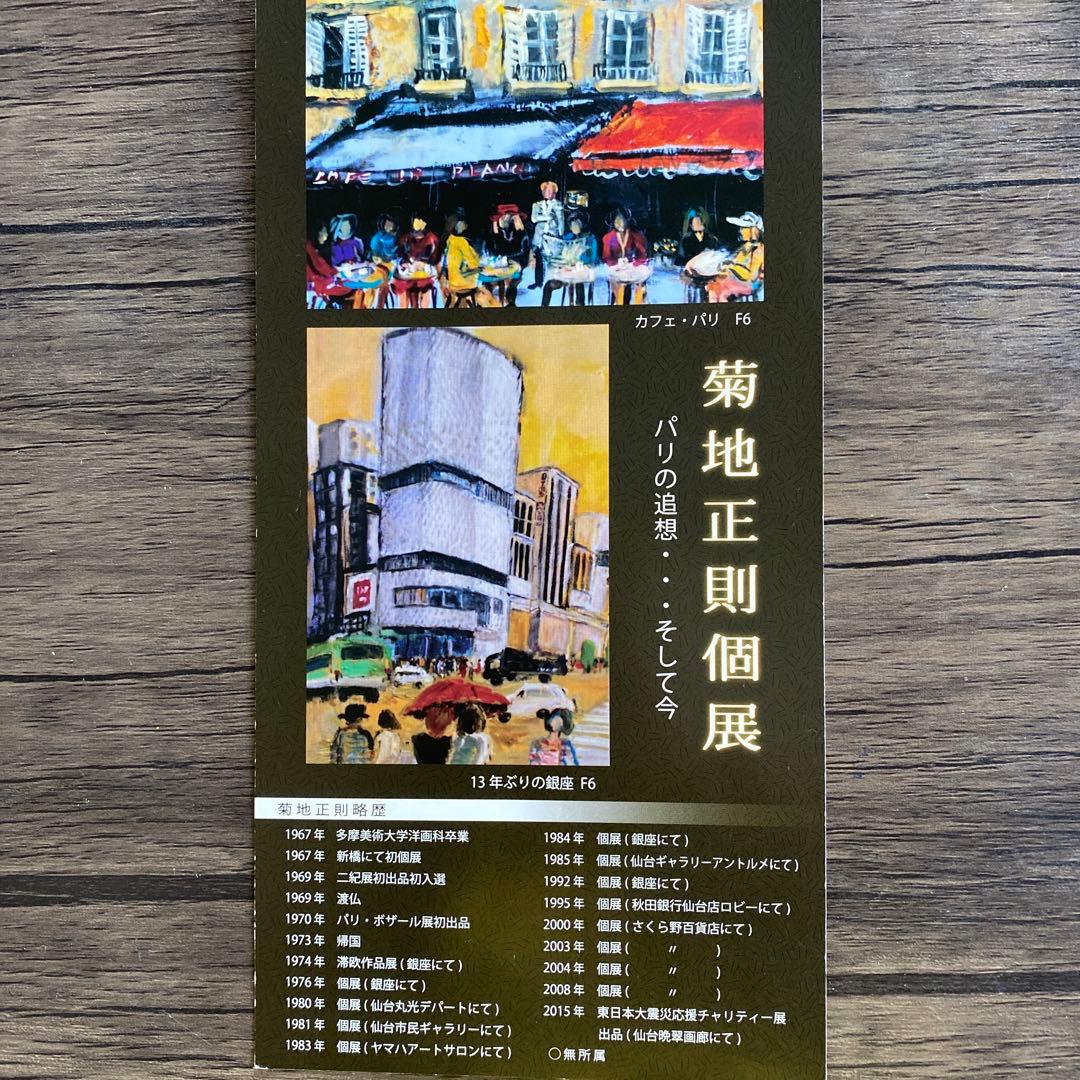 カフェ・パリ　F6
菊地正則個展
パリの追想・・・そして今
13年ぶりの銀座 F6
菊地正則略歴
1967年　多摩美術大学洋画科卒業
1967年　新橋にて初個展
1969年　二紀展初出品初入選
1969年　渡仏
1970年　パリ・ボザール展初出品
1973年　帰国
1974年　滞欧作品展(銀座にて)
1976年　個展(銀座にて)
1980年　個展(仙台丸光デパートにて)
1981年　個展(仙台市民ギャラリーにて)
1983年　個展(ヤマハアートサロンにて)
1984年　個展(銀座にて)
1985年　個展(仙台ギャラリーアントルメにて)
1992年　個展(銀座にて)
1995年　個展(秋田銀行仙台店ロビーにて)
2000年　個展(さくら野百貨店にて)
2003年　個展(　　〃　　)
2004年　個展(　　〃　　)
2008年　個展(　　〃　　)
2015年　東日本大震災応援チャリティー展
出品(仙台晩翠画廊にて)
○無所属